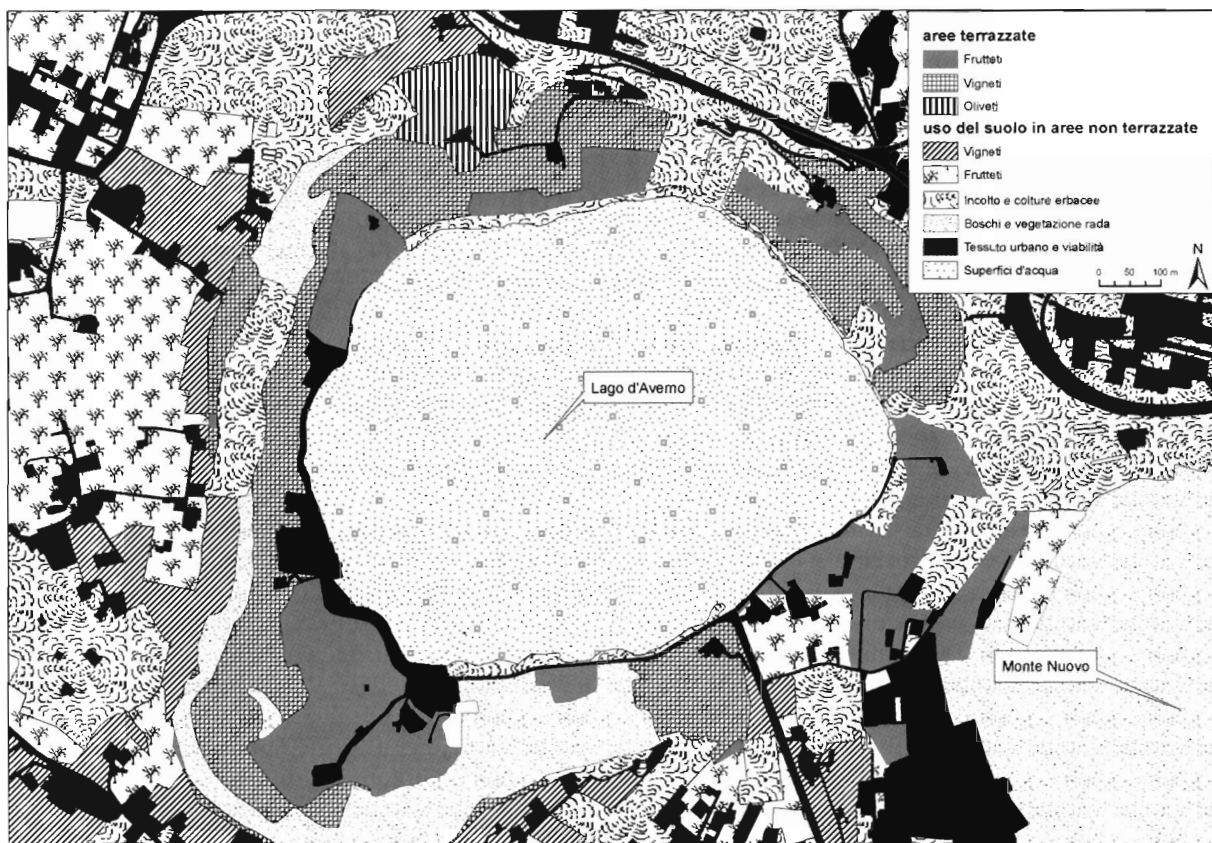 aree terrazzate
Frutteti
Vigneti
Oliveti
uso del suolo in aree non terrazzate
Vigneti
Frutteti
Incolto e colture erbacee
Boschi e vegetazione rada
Tessuto urbano e viabilità
Superfici d'acqua
N
0 50 100 m
Lago d'Averno
Monte Nuovo